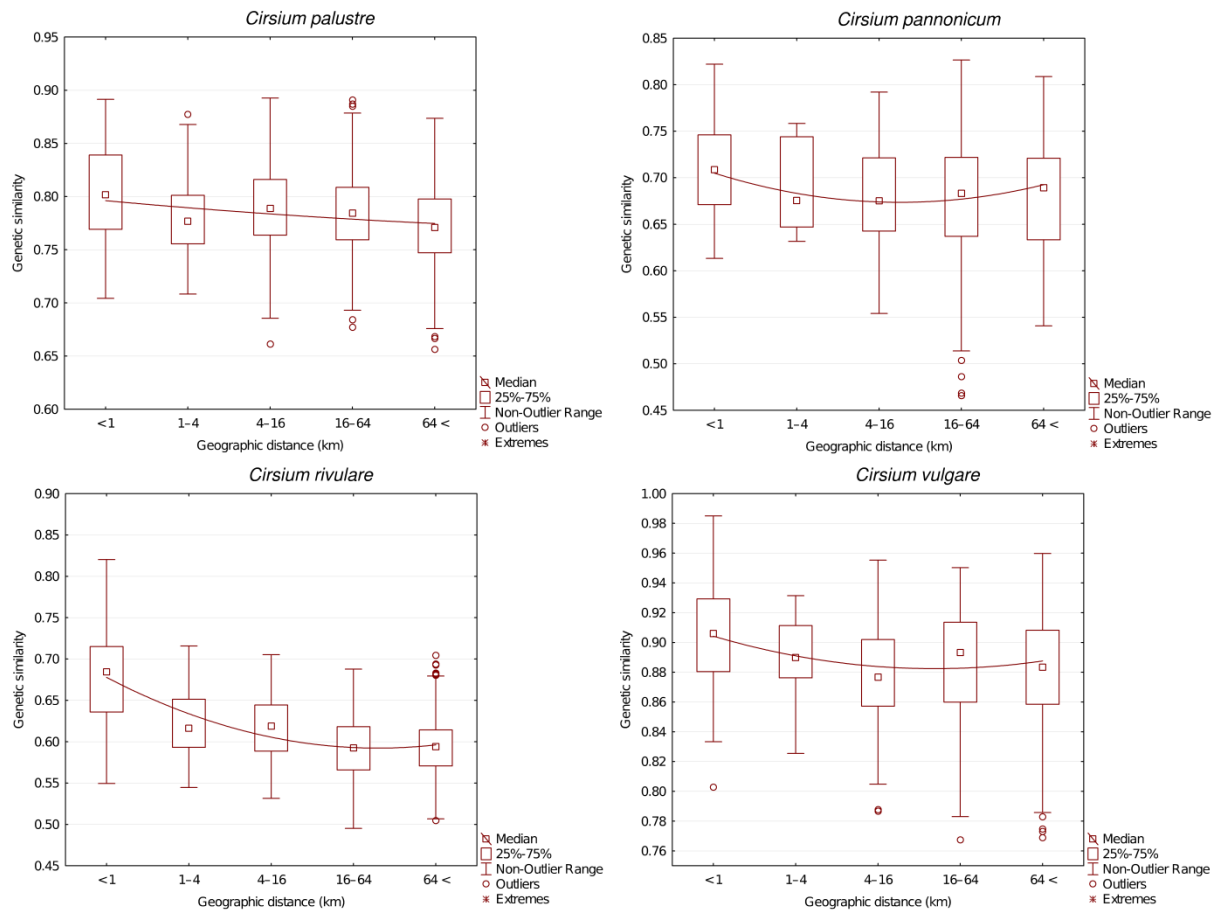 Cirsium palustre
0.95
0.90
0.85
0.80
0.75
0.70
0.65
0.60
Genetic similarity
<1
1–4
4–16
16–64
64 <
Geographic distance (km)
Median
25%-75%
Non-Outlier Range
Outliers
Extremes
Cirsium pannonicum
0.85
0.80
0.75
0.70
0.65
0.60
0.55
0.50
0.45
Genetic similarity
<1
1–4
4–16
16–64
64 <
Geographic distance (km)
Median
25%-75%
Non-Outlier Range
Outliers
Extremes
Cirsium rivulare
0.90
0.85
0.80
0.75
0.70
0.65
0.60
0.55
0.50
0.45
Genetic similarity
<1
1–4
4–16
16–64
64 <
Geographic distance (km)
Median
25%-75%
Non-Outlier Range
Outliers
Extremes
Cirsium vulgare
1.00
0.98
0.96
0.94
0.92
0.90
0.88
0.86
0.84
0.82
0.80
0.78
0.76
Genetic similarity
<1
1–4
4–16
16–64
64 <
Geographic distance (km)
Median
25%-75%
Non-Outlier Range
Outliers
Extremes